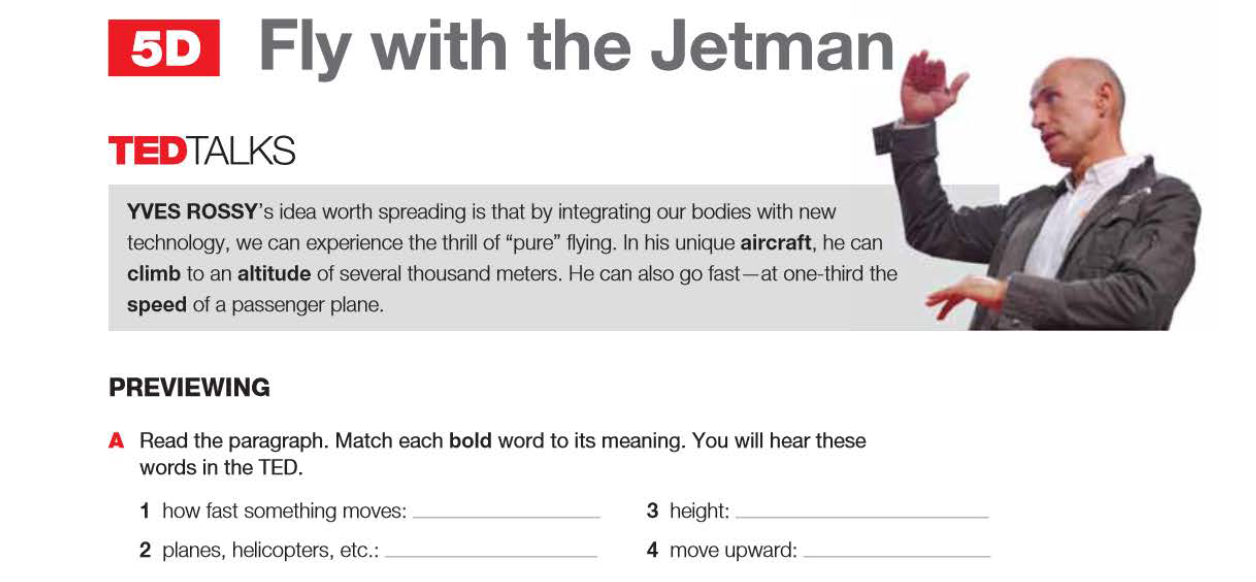 5D Fly with the Jetman
TEDTALKS
YVES ROSSY's idea worth spreading is that by integrating our bodies with new
technology, we can experience the thrill of “pure” flying. In his unique aircraft, he can
climb to an altitude of several thousand meters. He can also go fast—at one-third the
speed of a passenger plane.
PREVIEWING
A Read the paragraph. Match each bold word to its meaning. You will hear these
words in the TED.
1 how fast something moves: 
3 height: 
2 planes, helicopters, etc.: 
4 move upward: